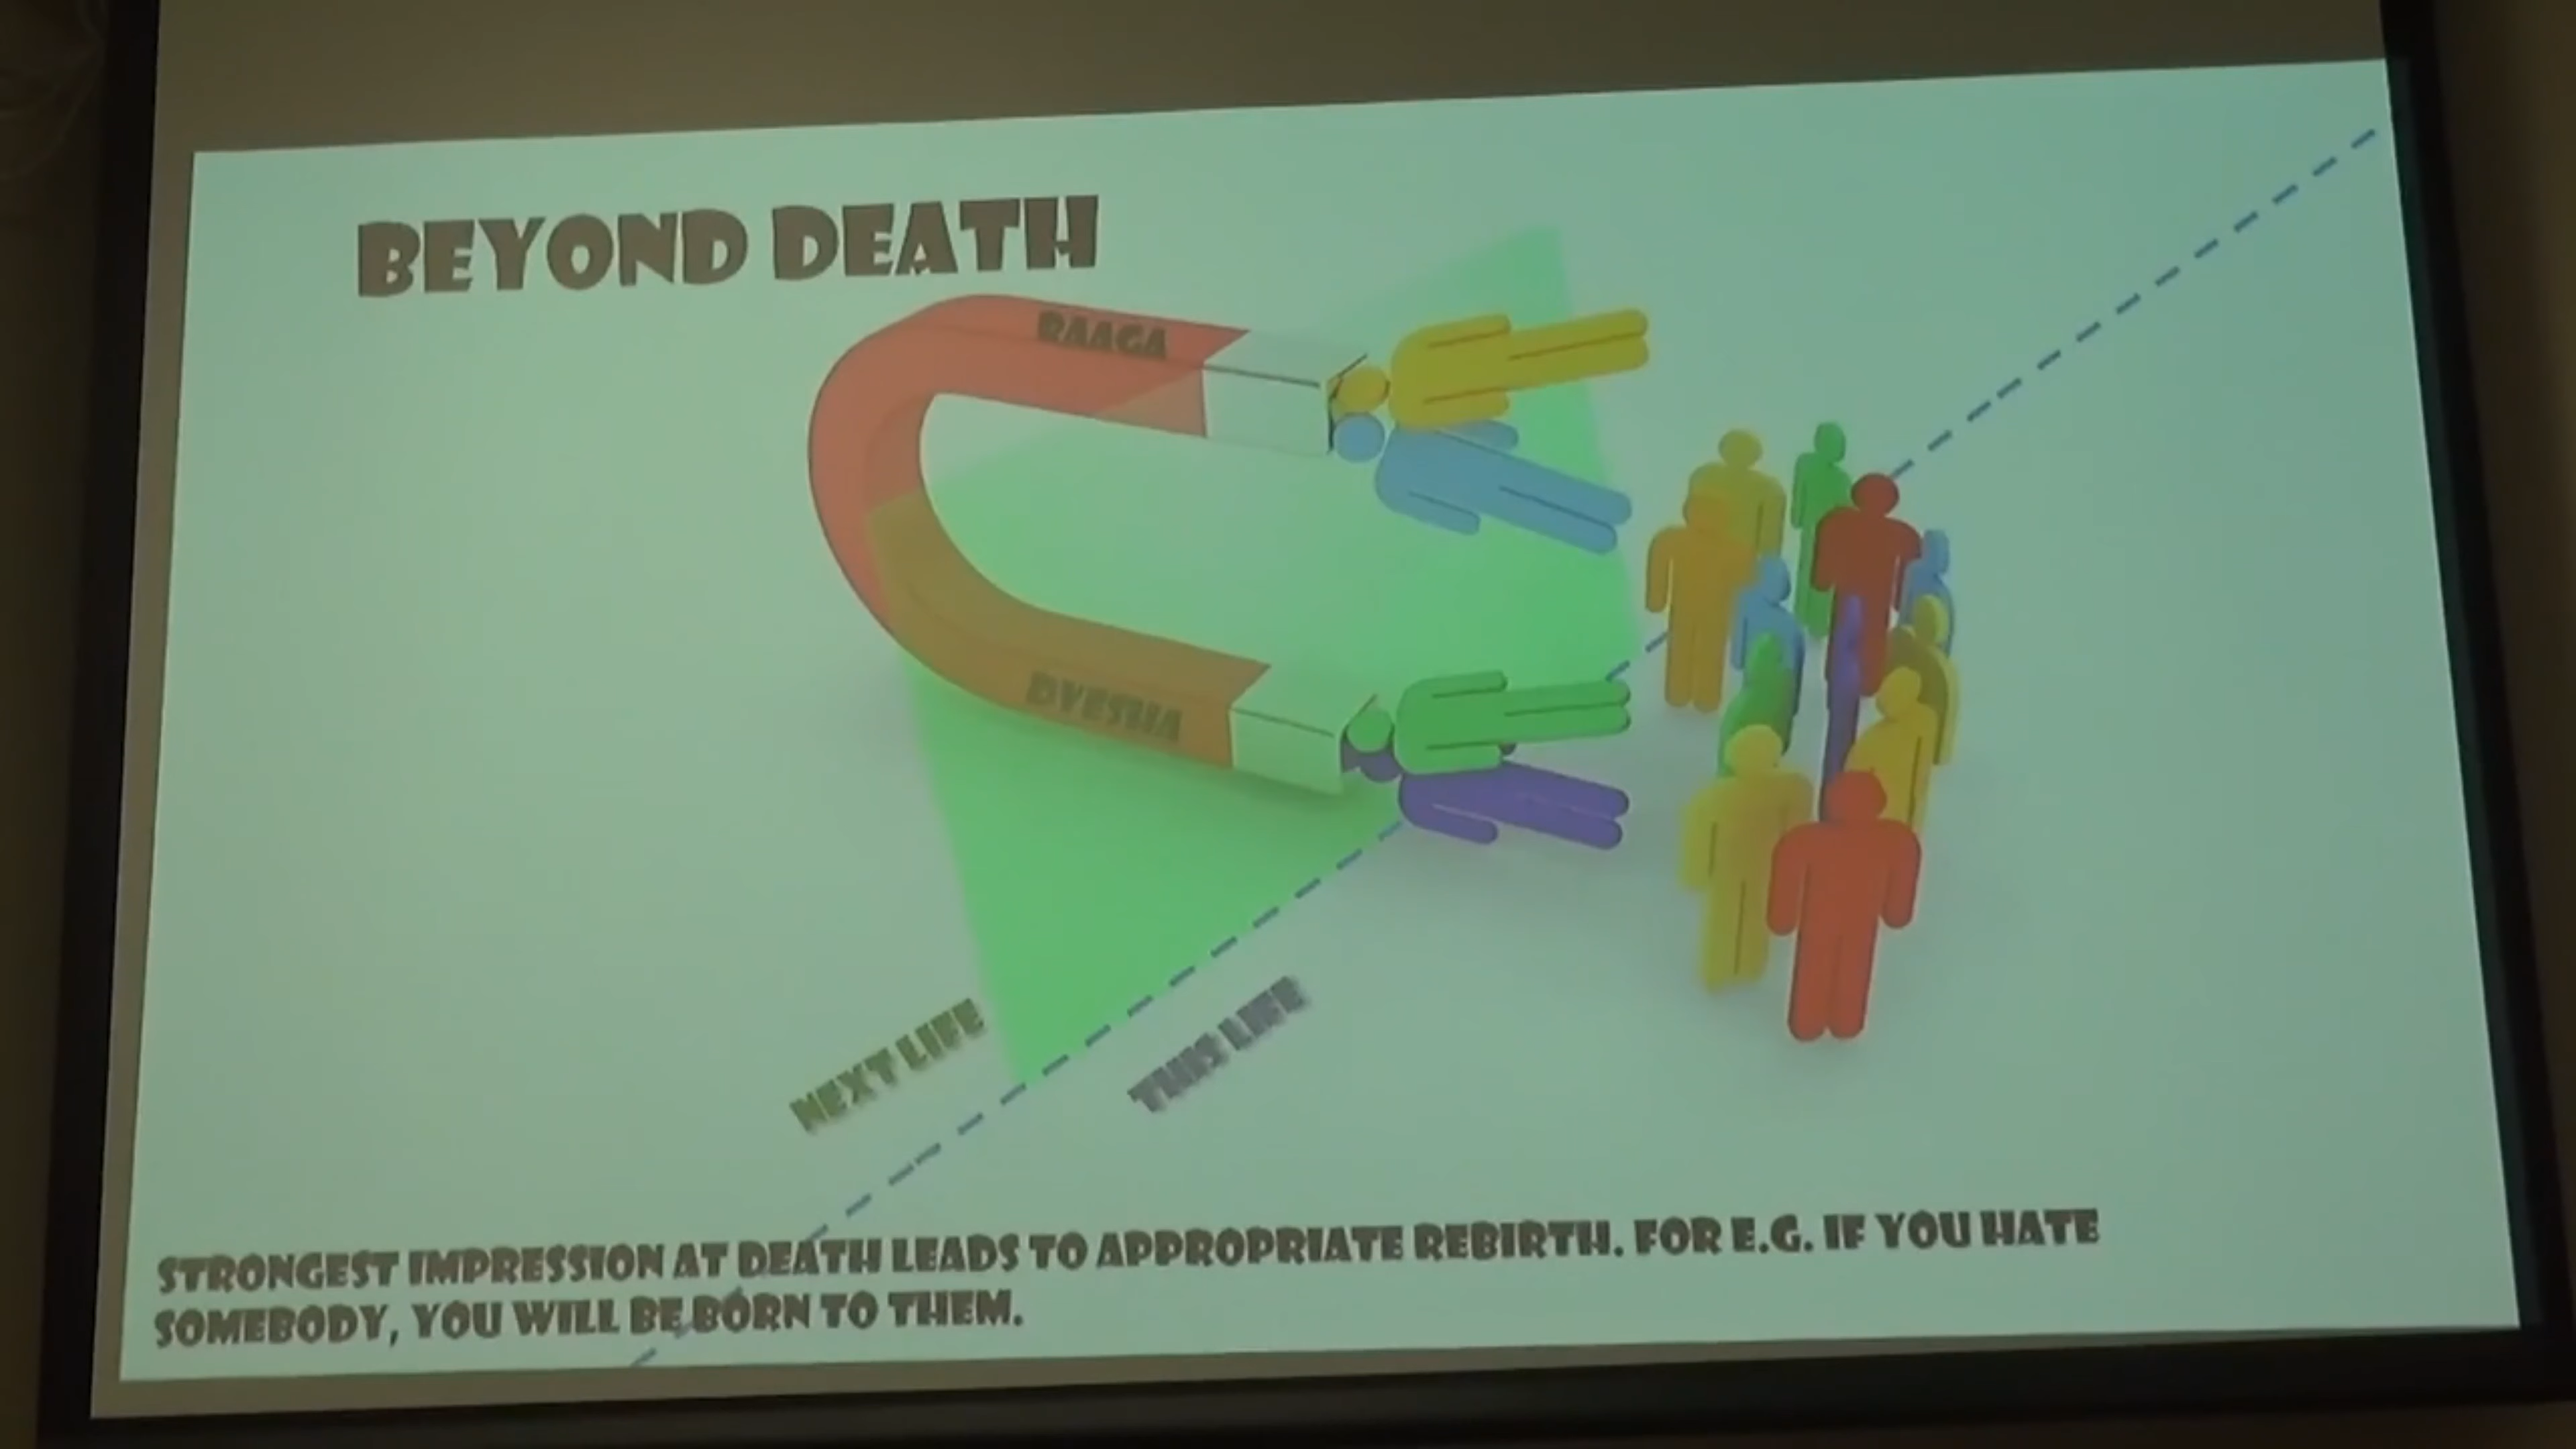 BEYOND DEATH
RAAGA
DVESHA
NEXT LIFE
THIS LIFE
STRONGEST IMPRESSION AT DEATH LEADS TO APPROPRIATE REBIRTH. FOR E.G. IF YOU HATE
SOMEBODY, YOU WILL BE BORN TO THEM.